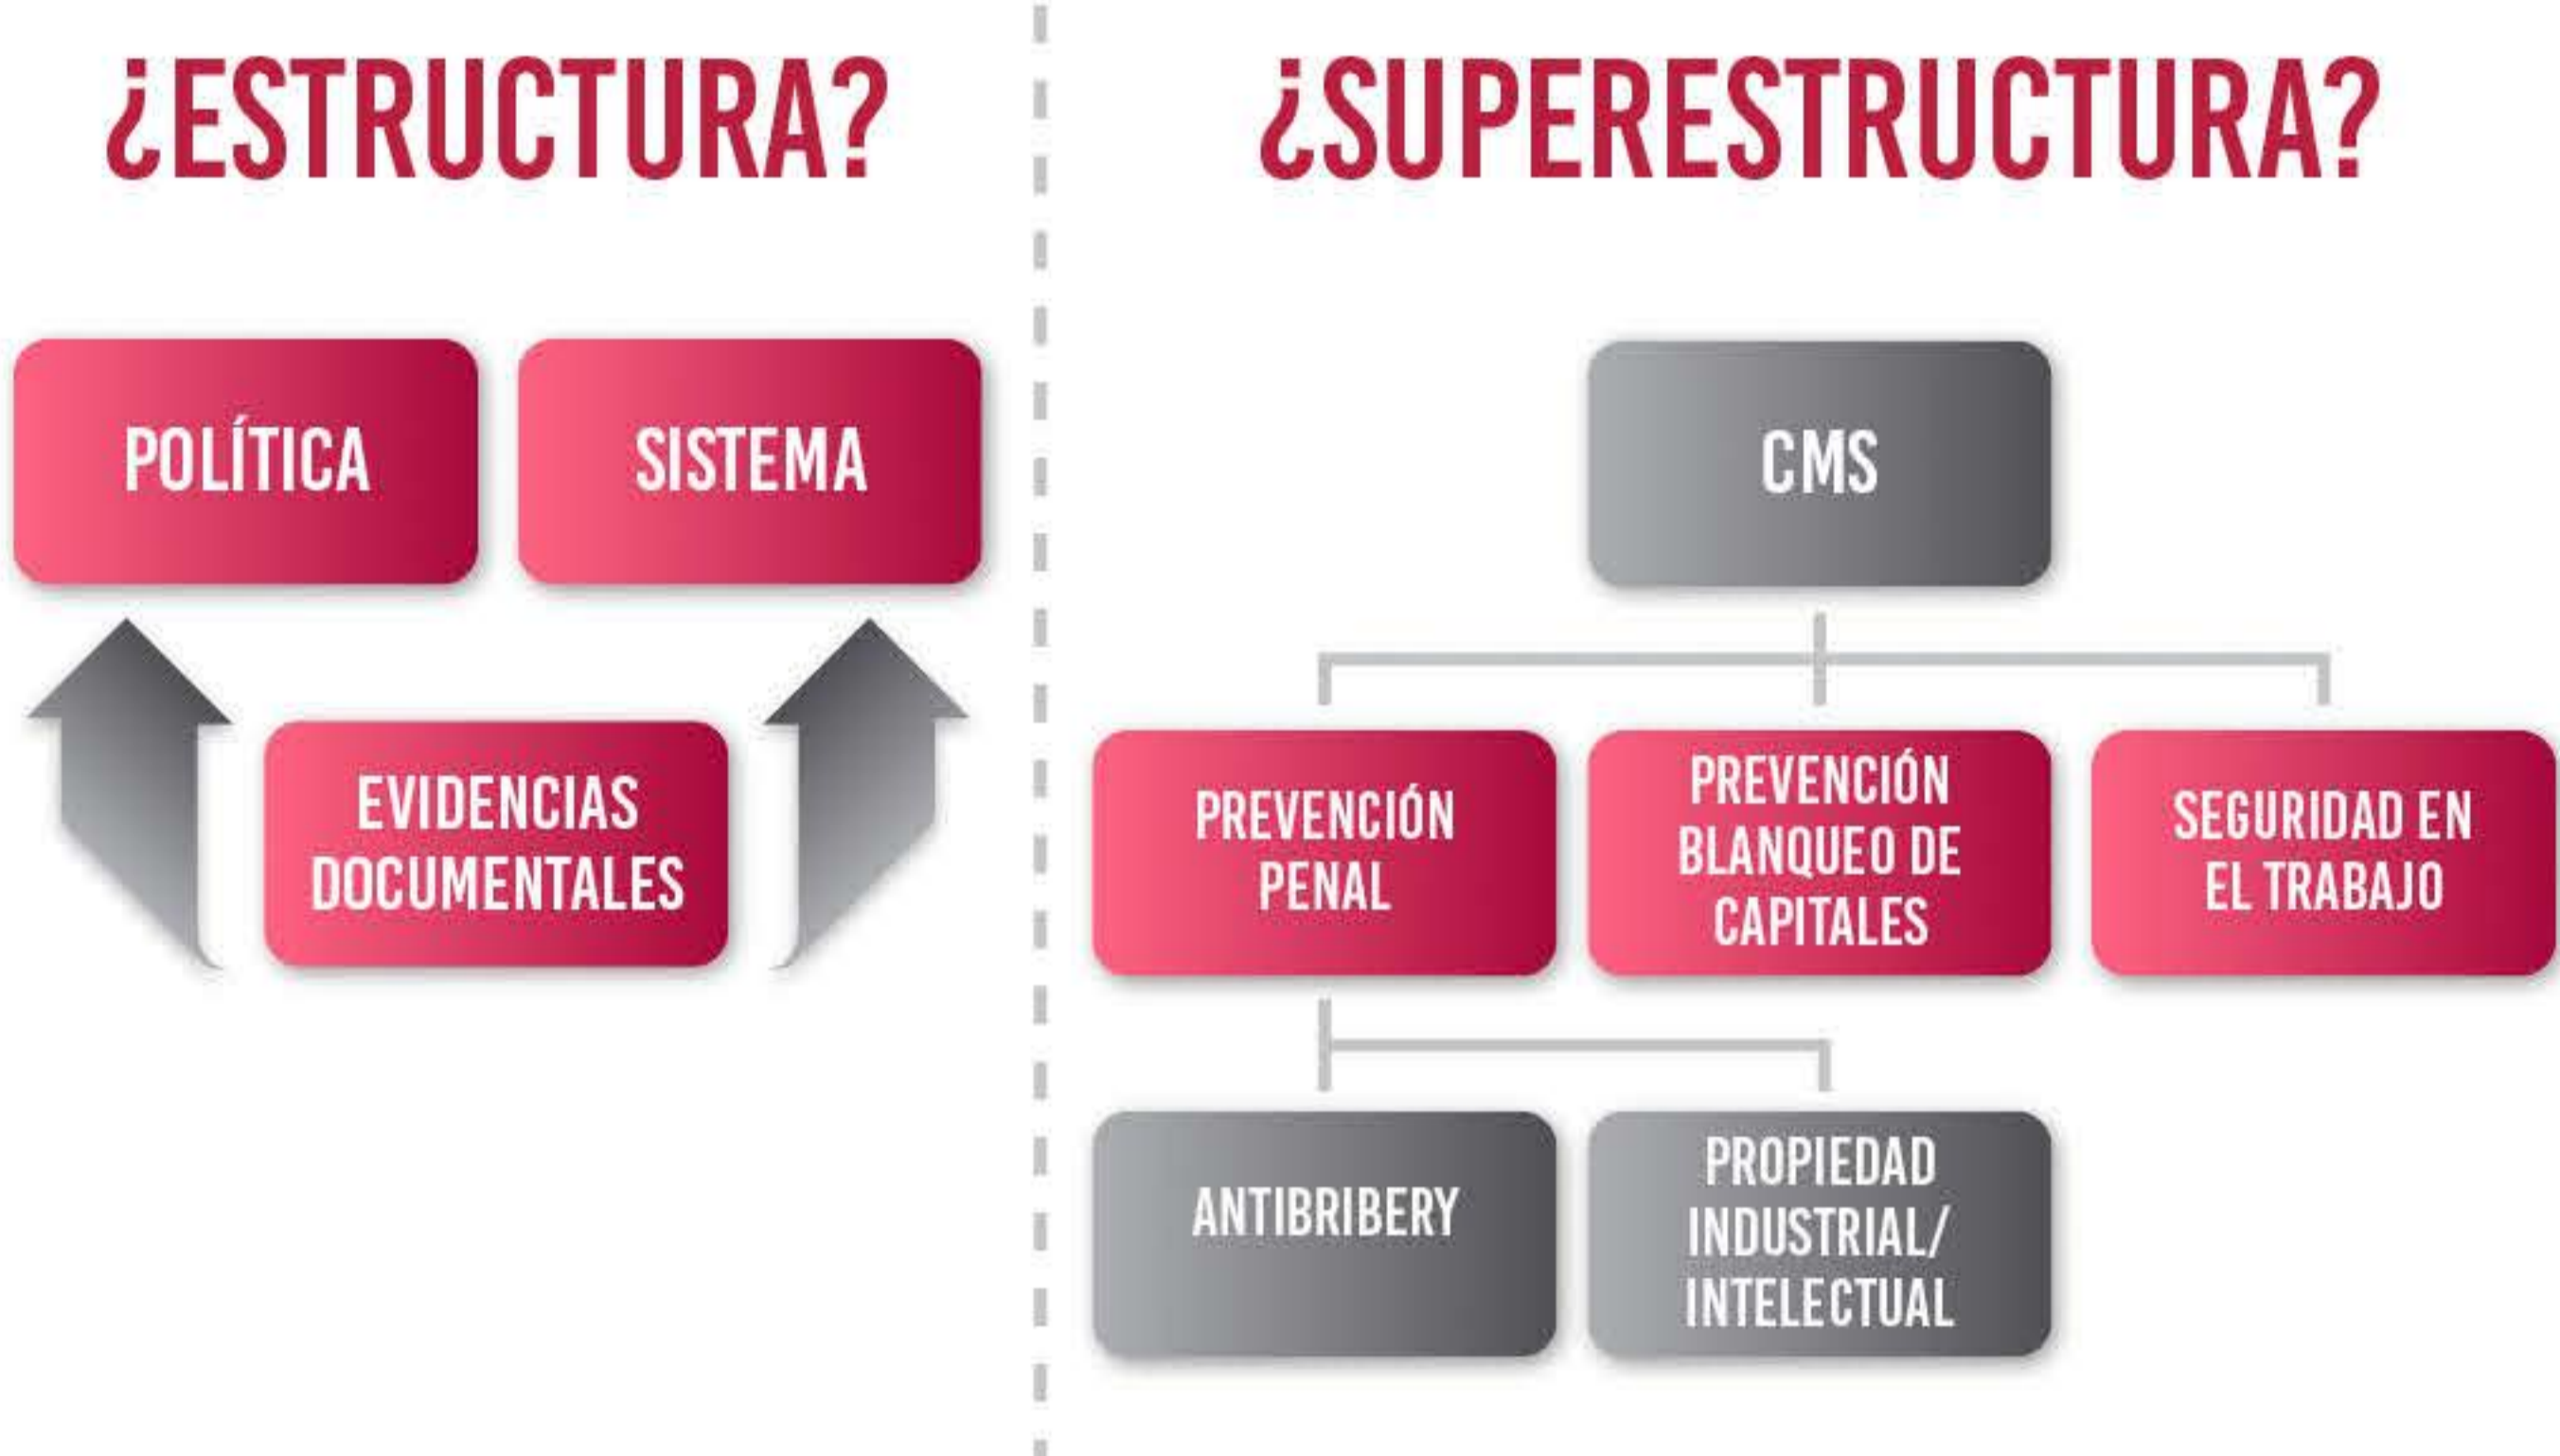 ¿ESTRUCTURA?
POLÍTICA
SISTEMA
EVIDENCIAS
DOCUMENTALES
¿SUPERESTRUCTURA?
CMS
PREVENCIÓN
PENAL
PREVENCIÓN
BLANQUEO DE
CAPITALES
SEGURIDAD EN
EL TRABAJO
ANTIBRIBERY
PROPIEDAD
INDUSTRIAL/
INTELECTUAL